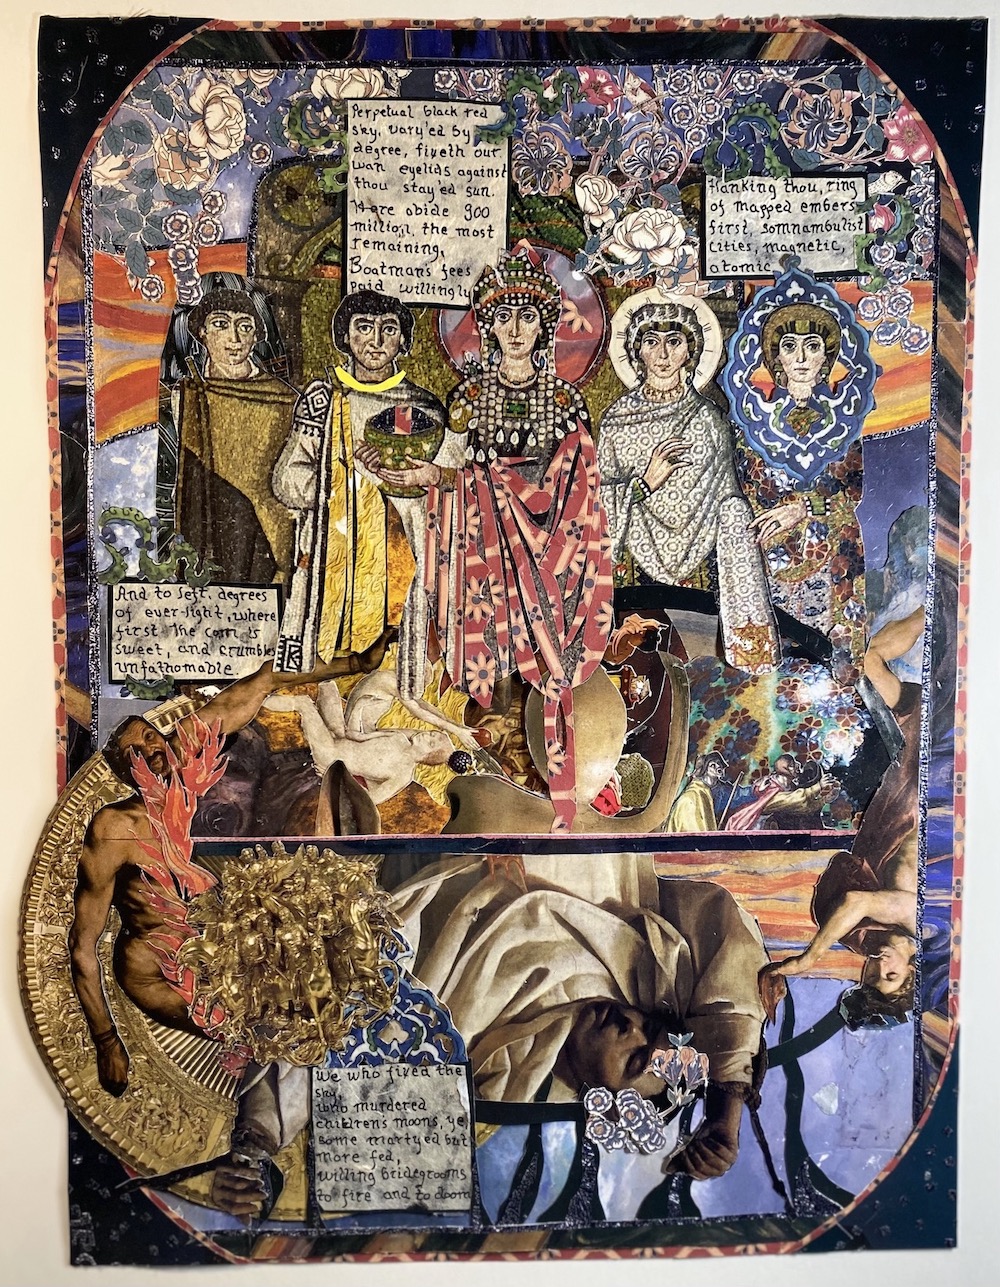 Perpetual black red
sky, vary'ed by
degree, fixeth our
wan eyelids against
thou stay'ed sun.
Here abide 900
million, the most
remaining,
Boatman's fees
paid willingly
Flanking thou, ring
of mapped embers
first, somnambulist
cities, magnetic,
atomic
And to left, degrees
of ever-light, where
first the corn is
sweet, and crumbles
unfathomable
We who fixed the
sky,
who murdered
children's moons, ye,
some martyed but
more fed,
willing bridegrooms
to fire and to doom